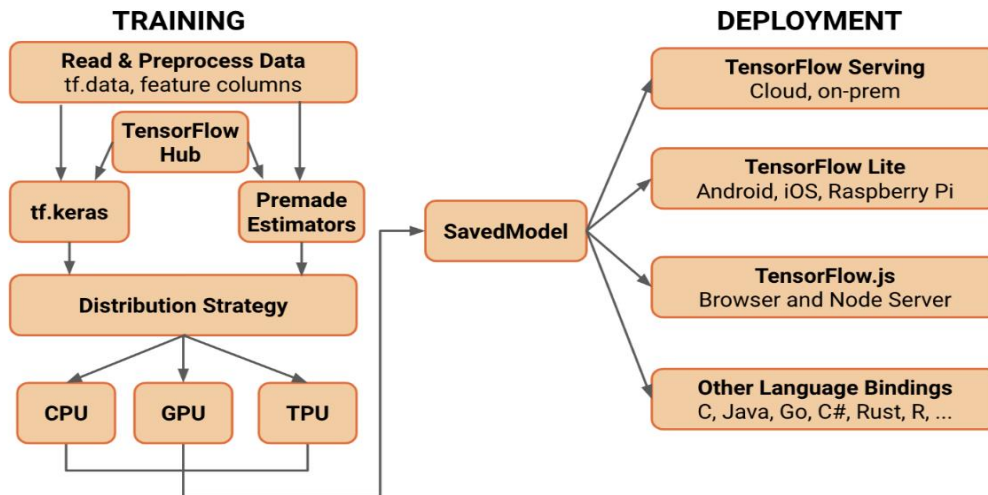 TRAINING
Read & Preprocess Data
tf.data, feature columns
TensorFlow
Hub
tf.keras
Premade
Estimators
Distribution Strategy
CPU
GPU
TPU
SavedModel
DEPLOYMENT
TensorFlow Serving
Cloud, on-prem
TensorFlow Lite
Android, iOS, Raspberry Pi
TensorFlow.js
Browser and Node Server
Other Language Bindings
C, Java, Go, C#, Rust, R, ...